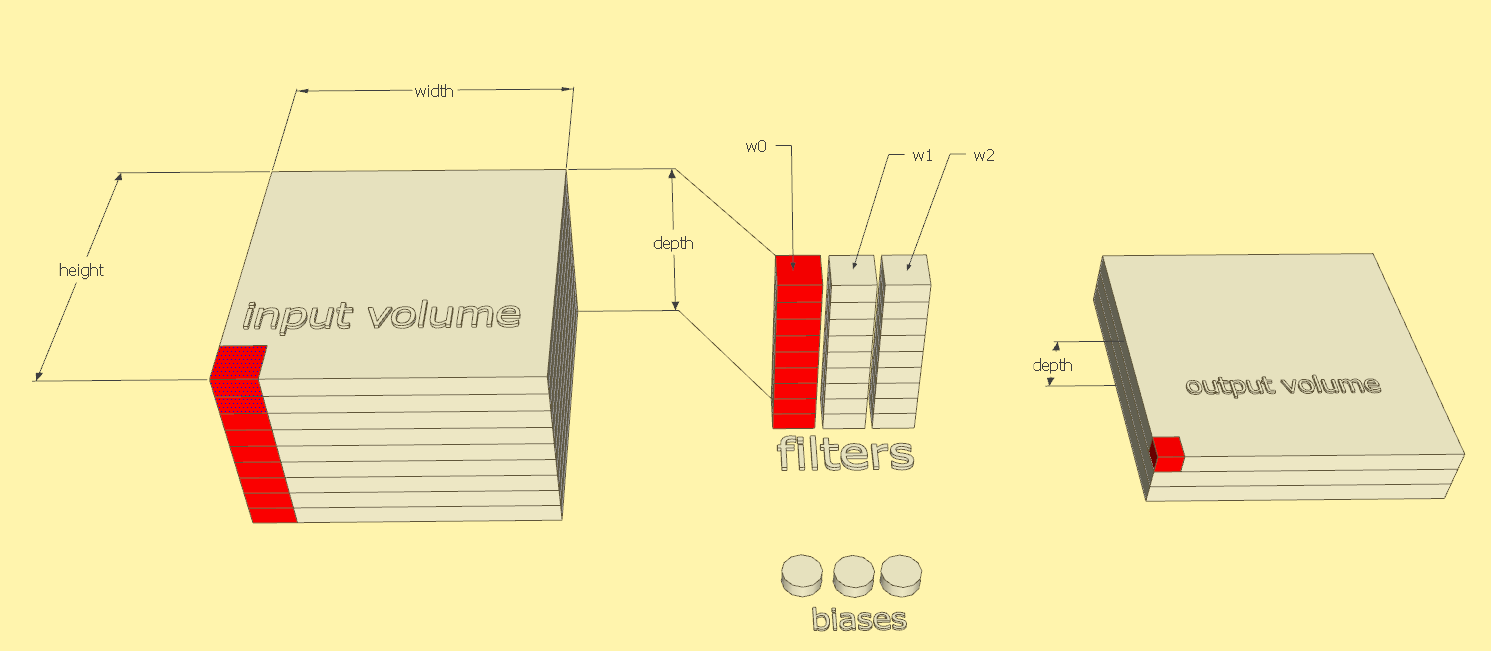 width
height
input volume
depth
w0
w1
w2
filters
biases
depth
output volume